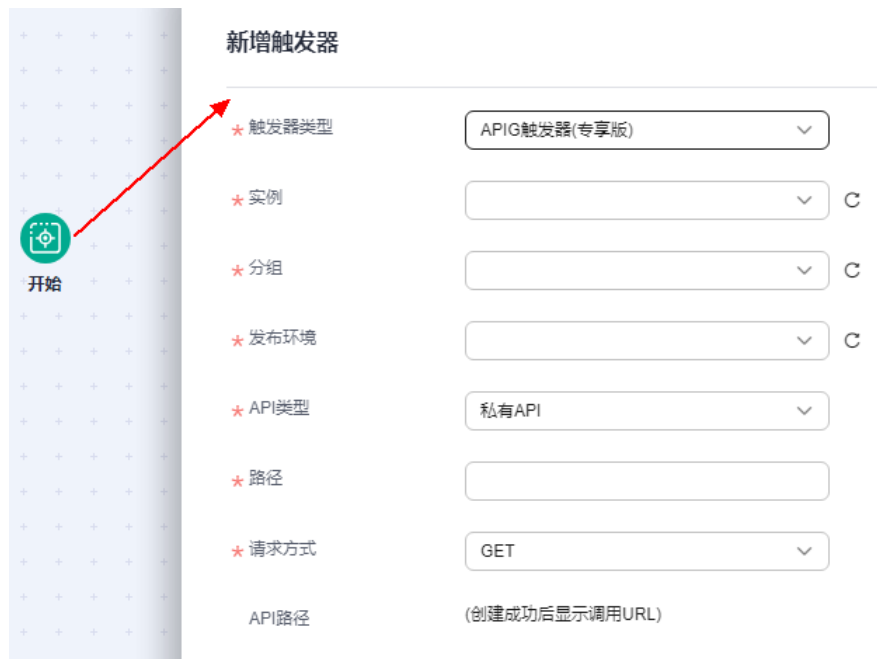 新增触发器
* 触发器类型 APIG触发器(专享版)
* 实例
* 分组
开始
* 发布环境
* API类型 私有API
* 路径
* 请求方式 GET
API路径 (创建成功后显示调用URL)